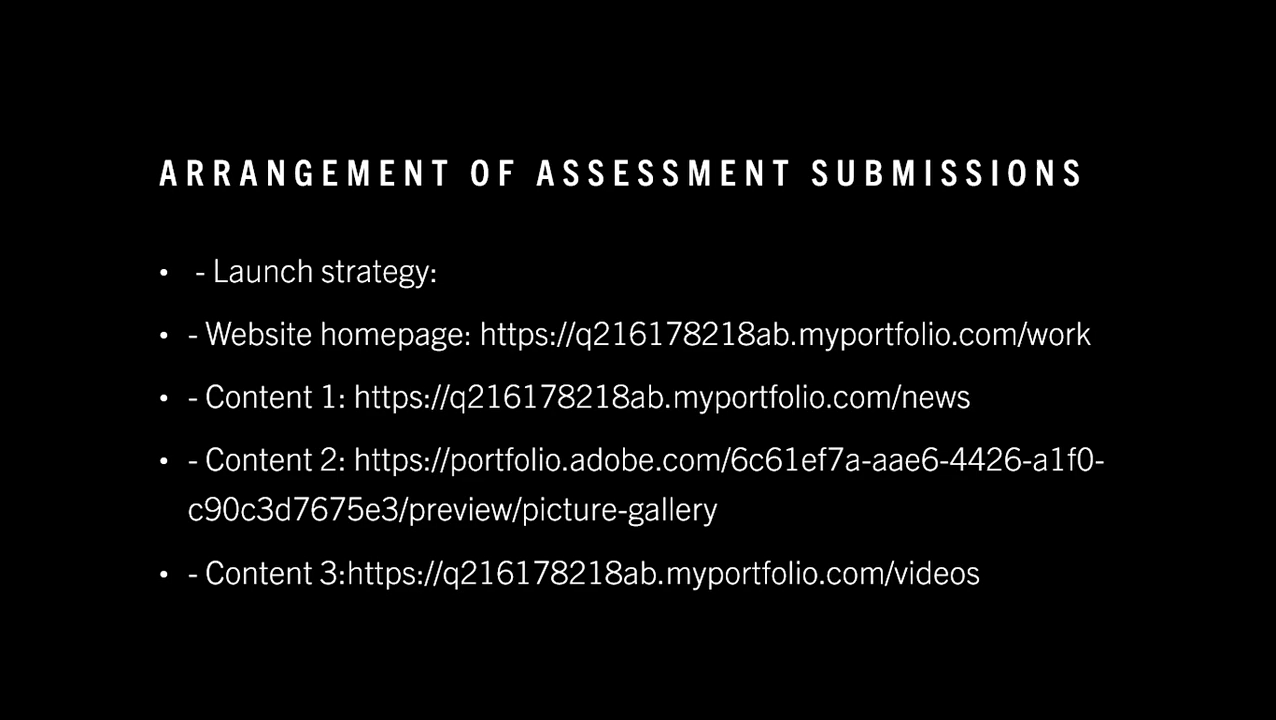 ARRANGEMENT OF ASSESSMENT SUBMISSIONS
• - Launch strategy:
• - Website homepage: https://q216178218ab.myportfolio.com/work
• - Content 1: https://q216178218ab.myportfolio.com/news
• - Content 2: https://portfolio.adobe.com/6c61ef7a-aae6-4426-a1f0-
c90c3d7675e3/preview/picture-gallery
• - Content 3:https://q216178218ab.myportfolio.com/videos